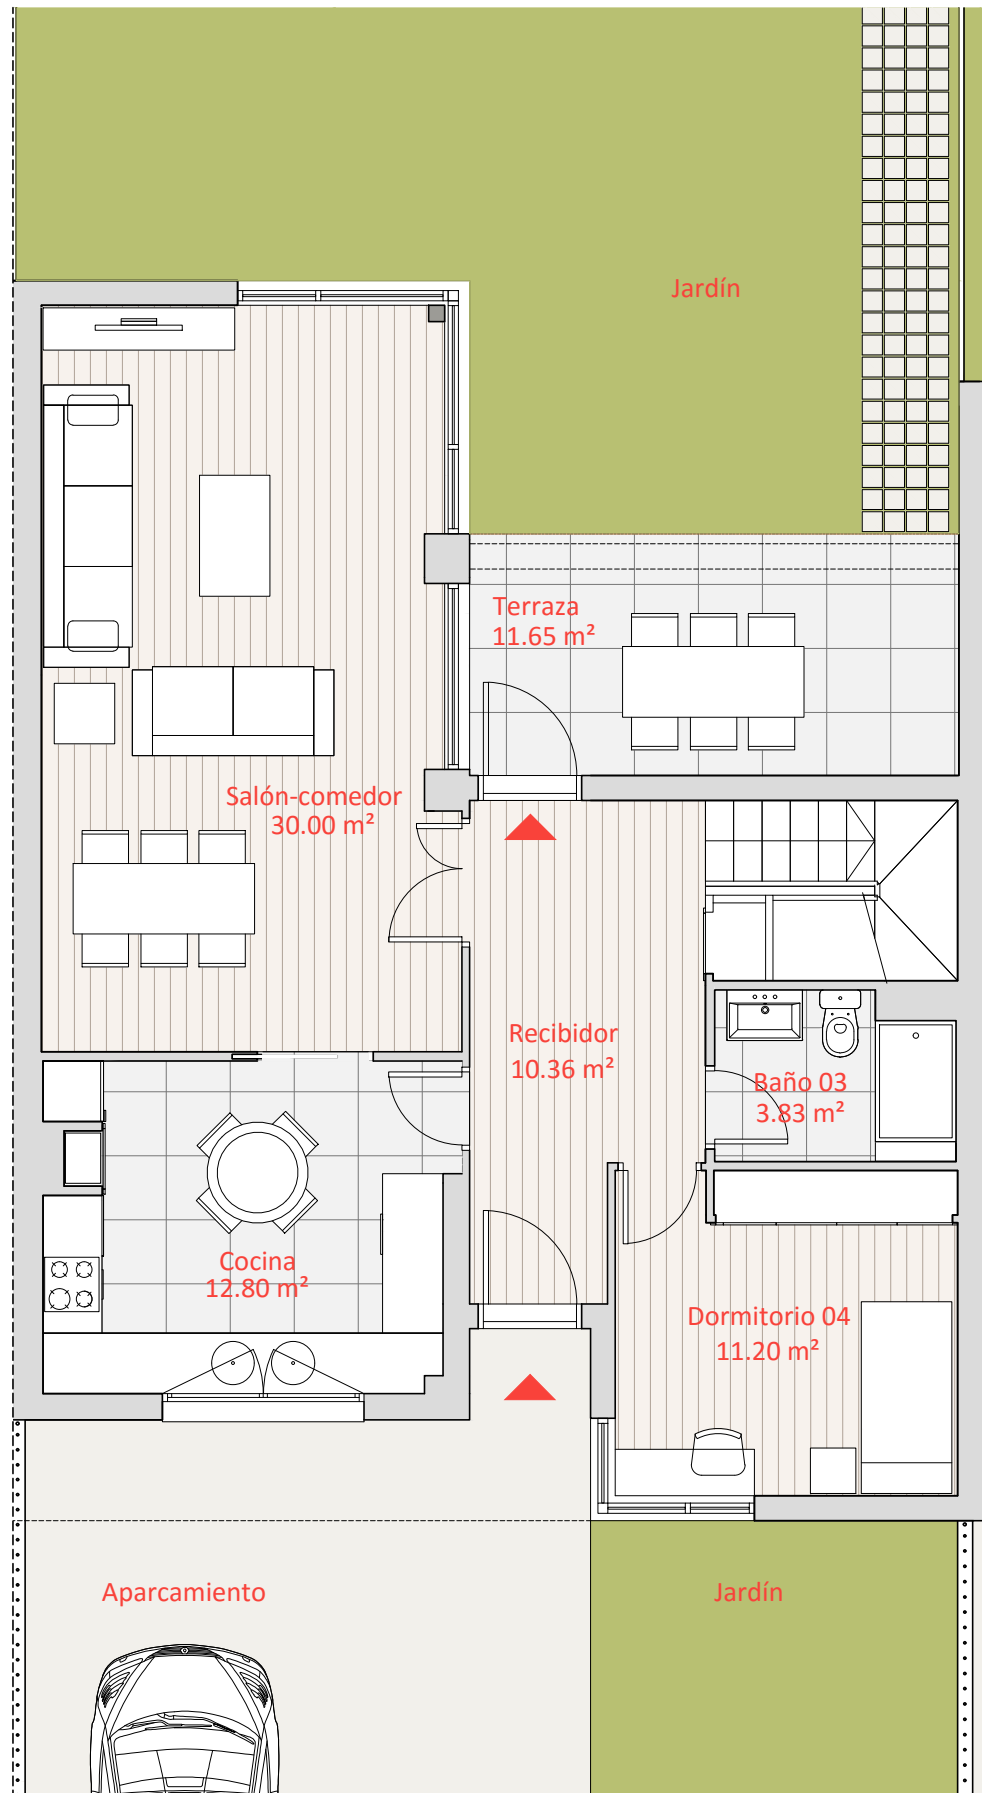 Jardín
Terraza
11.65 m²
Salón-comedor
30.00 m²
Recibidor
10.36 m²
Baño 03
3.83 m²
Cocina
12.80 m²
Dormitorio 04
11.20 m²
Aparcamiento
Jardín